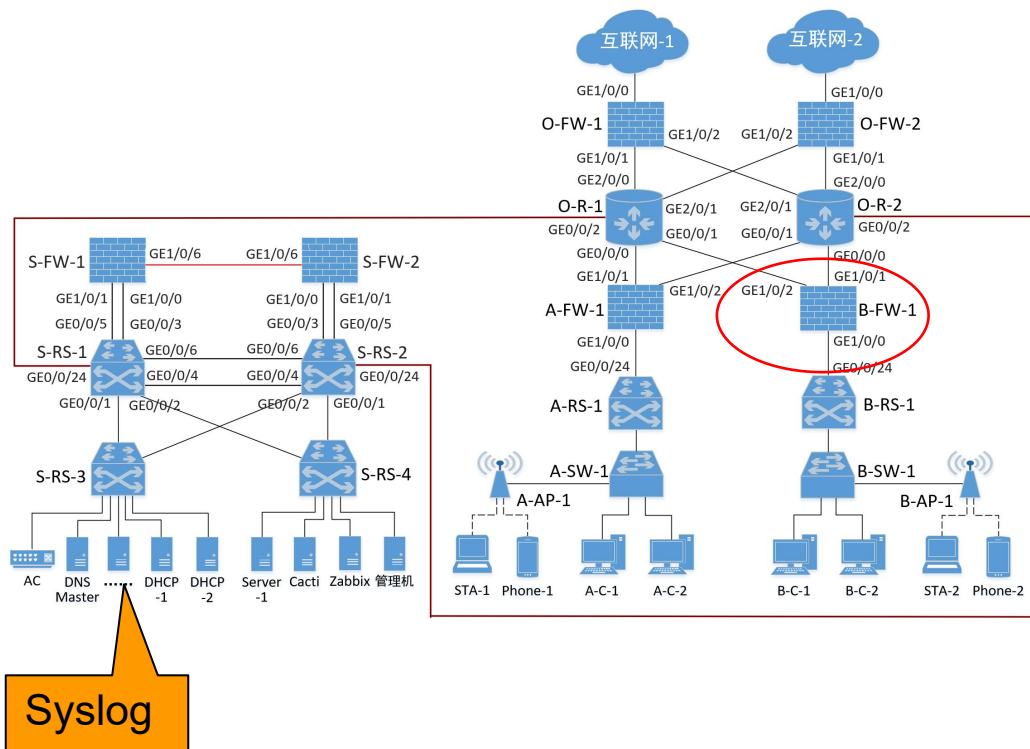 互联网-1
互联网-2
GE1/0/0
GE1/0/0
O-FW-1
GE1/0/2
GE1/0/2
O-FW-2
GE1/0/1
GE1/0/1
GE2/0/0
GE2/0/0
O-R-1
GE2/0/1
GE2/0/1
O-R-2
GE0/0/2
GE0/0/1
GE0/0/1
GE0/0/2
GE0/0/0
GE0/0/0
S-FW-1
GE1/0/6
GE1/0/6
S-FW-2
GE1/0/1
GE1/0/1
GE1/0/2
GE1/0/2
A-FW-1
B-FW-1
GE1/0/1
GE1/0/0
GE1/0/0
GE1/0/1
GE0/0/5
GE0/0/3
GE0/0/3
GE0/0/5
GE1/0/0
GE1/0/0
S-RS-1
GE0/0/6
GE0/0/6
S-RS-2
GE0/0/24
GE0/0/24
GE0/0/24
GE0/0/4
GE0/0/4
GE0/0/24
GE0/0/1
GE0/0/2
GE0/0/2
GE0/0/1
A-RS-1
B-RS-1
S-RS-3
S-RS-4
A-SW-1
B-SW-1
A-AP-1
B-AP-1
AC
DNS
Master
......
DHCP
-1
DHCP
-2
Server
-1
Cacti
Zabbix
管理机
STA-1
Phone-1
A-C-1
A-C-2
B-C-1
B-C-2
STA-2
Phone-2
Syslog